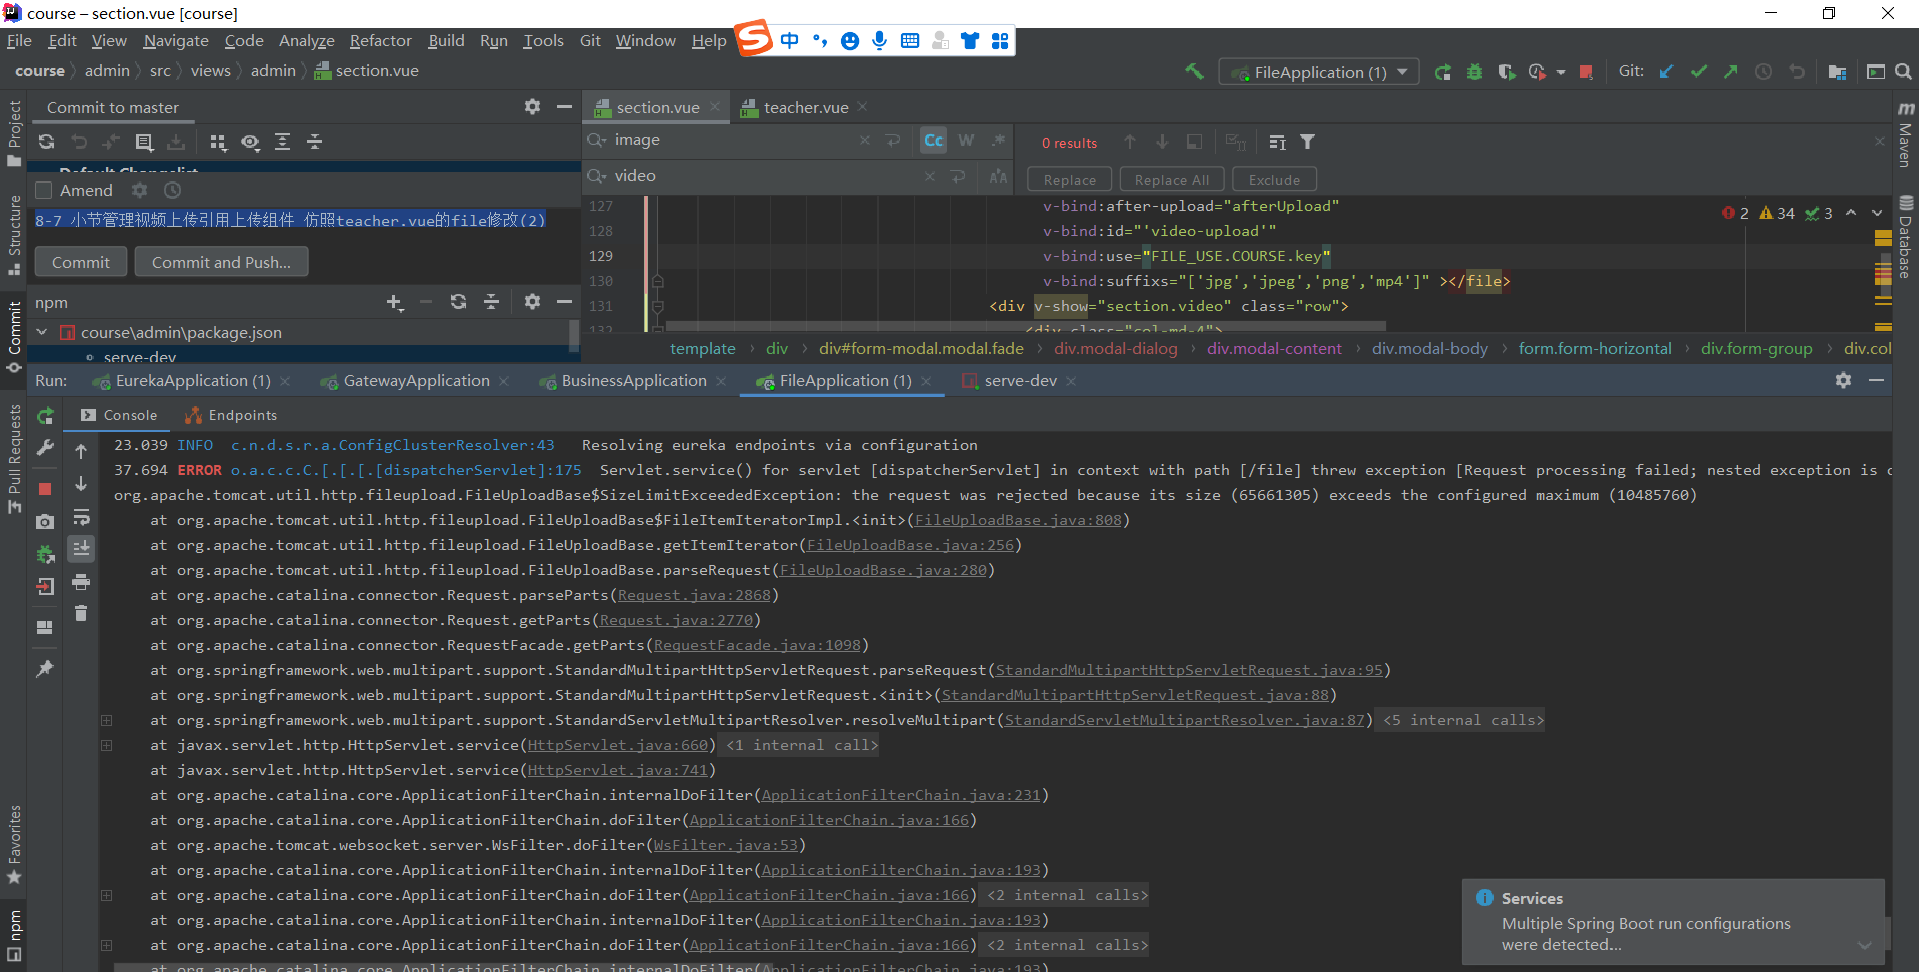 course – section.vue [course]
File Edit View Navigate Code Analyze Refactor Build Run Tools Git Window Help
中
course admin src views admin section.vue
FileApplication (1)
Git:
Commit to master
section.vue
teacher.vue
image
Cc W .*
0 results
Default Changelist
Amend
video
Replace
Replace All
Exclude
8-7 小节管理视频上传引用上传组件 仿照teacher.vue的file修改(2)
Commit
Commit and Push...
127 v-bind:after-upload="afterUpload"
128 v-bind:id="'video-upload'"
129 v-bind:use="FILE_USE.COURSE.key"
130 v-bind:suffixs="['jpg','jpeg','png','mp4']" ></file>
131 <div v-show="section.video" class="row">
132 <div class="col-md-4">
2 34 3
npm
course\admin\package.json
serve-dev
template div div#form-modal.modal.fade div.modal-dialog div.modal-content div.modal-body form.form-horizontal div.form-group div.col
Run: EurekaApplication (1) GatewayApplication BusinessApplication FileApplication (1) serve-dev
Console Endpoints
23.039 INFO c.n.d.s.r.a.ConfigClusterResolver:43 Resolving eureka endpoints via configuration
37.694 ERROR o.a.c.c.C.[.[.[.[dispatcherServlet]:175 Servlet.service() for servlet [dispatcherServlet] in context with path [/file] threw exception [Request processing failed; nested exception is o
org.apache.tomcat.util.http.fileupload.FileUploadBase$SizeLimitExceededException: the request was rejected because its size (65661305) exceeds the configured maximum (10485760)
at org.apache.tomcat.util.http.fileupload.FileUploadBase$FileItemIteratorImpl.<init>(FileUploadBase.java:808)
at org.apache.tomcat.util.http.fileupload.FileUploadBase.getItemIterator(FileUploadBase.java:256)
at org.apache.tomcat.util.http.fileupload.FileUploadBase.parseRequest(FileUploadBase.java:280)
at org.apache.catalina.connector.Request.parseParts(Request.java:2868)
at org.apache.catalina.connector.Request.getParts(Request.java:2770)
at org.apache.catalina.connector.RequestFacade.getParts(RequestFacade.java:1098)
at org.springframework.web.multipart.support.StandardMultipartHttpServletRequest.parseRequest(StandardMultipartHttpServletRequest.java:95)
at org.springframework.web.multipart.support.StandardMultipartHttpServletRequest.<init>(StandardMultipartHttpServletRequest.java:88)
at org.springframework.web.multipart.support.StandardServletMultipartResolver.resolveMultipart(StandardServletMultipartResolver.java:87) <5 internal calls>
at javax.servlet.http.HttpServlet.service(HttpServlet.java:660) <1 internal call>
at javax.servlet.http.HttpServlet.service(HttpServlet.java:741)
at org.apache.catalina.core.ApplicationFilterChain.internalDoFilter(ApplicationFilterChain.java:231)
at org.apache.catalina.core.ApplicationFilterChain.doFilter(ApplicationFilterChain.java:166)
at org.apache.tomcat.websocket.server.WsFilter.doFilter(WsFilter.java:53)
at org.apache.catalina.core.ApplicationFilterChain.internalDoFilter(ApplicationFilterChain.java:193)
at org.apache.catalina.core.ApplicationFilterChain.doFilter(ApplicationFilterChain.java:166) <2 internal calls>
at org.apache.catalina.core.ApplicationFilterChain.internalDoFilter(ApplicationFilterChain.java:193)
at org.apache.catalina.core.ApplicationFilterChain.doFilter(ApplicationFilterChain.java:166) <2 internal calls>
at org.apache.catalina.core.ApplicationFilterChain.internalDoFilter(ApplicationFilterChain.java:193)
Services
Multiple Spring Boot run configurations
were detected...
Project
Structure
Commit
Pull Requests
Favorites
npm
Maven
Database